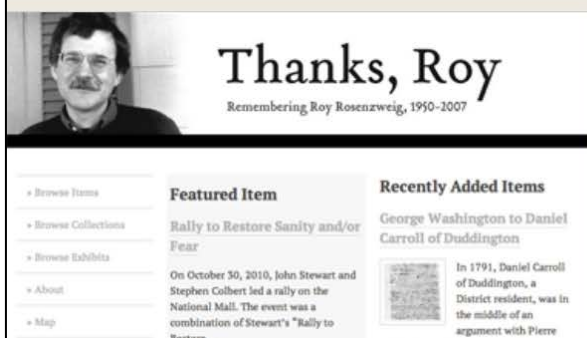 Thanks, Roy
Remembering Roy Rosenzweig, 1950-2007
» Browse Items
» Browse Collections
» Browse Exhibits
» About
» Map
Featured Item
Rally to Restore Sanity and/or
Fear
On October 30, 2010, John Stewart and
Stephen Colbert led a rally on the
National Mall. The event was a
combination of Stewart's "Rally to
Recently Added Items
George Washington to Daniel
Carroll of Duddington
In 1791, Daniel Carroll
of Duddington, a
District resident, was in
the middle of an
argument with Pierre